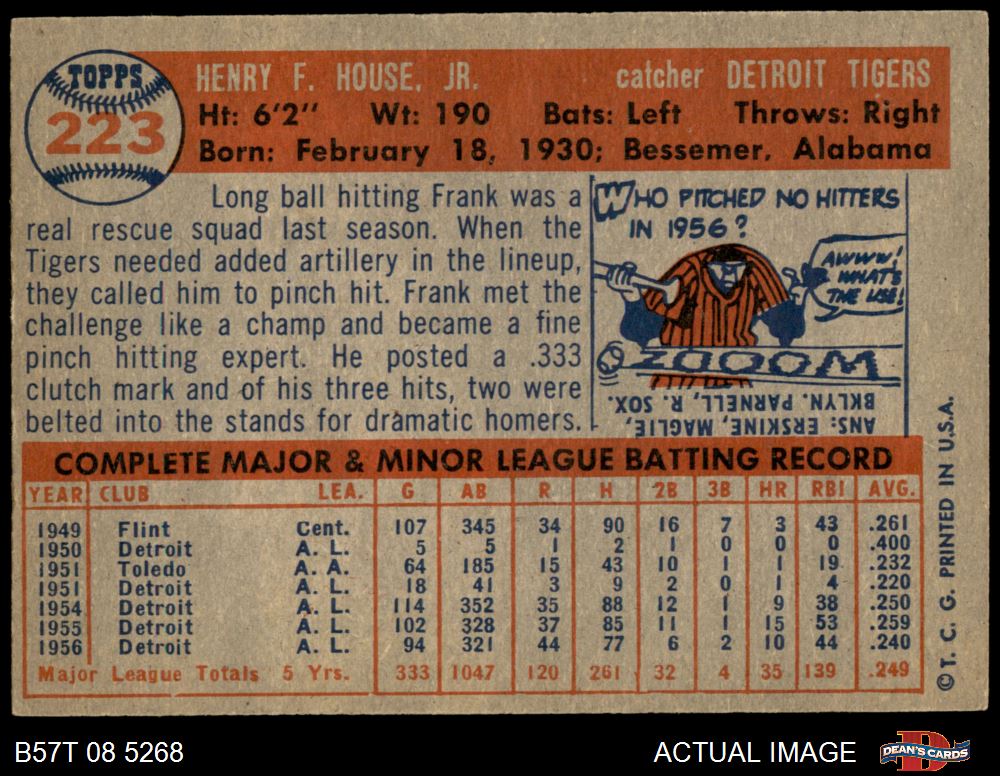 TOPPS
223
HENRY F. HOUSE, JR. catcher DETROIT TIGERS
Ht: 6'2" Wt: 190 Bats: Left Throws: Right
Born: February 18, 1930; Bessemer, Alabama
Long ball hitting Frank was a
real rescue squad last season. When the
Tigers needed added artillery in the lineup,
they called him to pinch hit. Frank met the
challenge like a champ and became a fine
pinch hitting expert. He posted a .333
clutch mark and of his three hits, two were
belted into the stands for dramatic homers.
WHO PITCHED NO HITTERS
IN 1956?
AWWW!
WHAT'S
THE USE!
ZOOOM
ANS: ERSKINE, MAGLIE,
BKLYN. PARNELL, R. SOX.
COMPLETE MAJOR & MINOR LEAGUE BATTING RECORD
YEAR CLUB LEA. G AB R H 2B 3B HR RBI AVG.
1949 Flint Cent. 107 345 34 90 16 7 3 43 .261
1950 Detroit A. L. 5 5 1 2 1 0 0 0 .400
1951 Toledo A. A. 64 185 15 43 10 1 1 19 .232
1951 Detroit A. L. 18 41 3 9 2 0 1 4 .220
1954 Detroit A. L. 114 352 35 88 12 1 9 38 .250
1955 Detroit A. L. 102 328 37 85 11 1 15 53 .259
1956 Detroit A. L. 94 321 44 77 6 2 10 44 .240
Major League Totals 5 Yrs. 333 1047 120 261 32 4 35 139 .249
©T. C. G. PRINTED IN U.S.A.
B57T 08 5268
ACTUAL IMAGE
D
DEAN'S CARDS